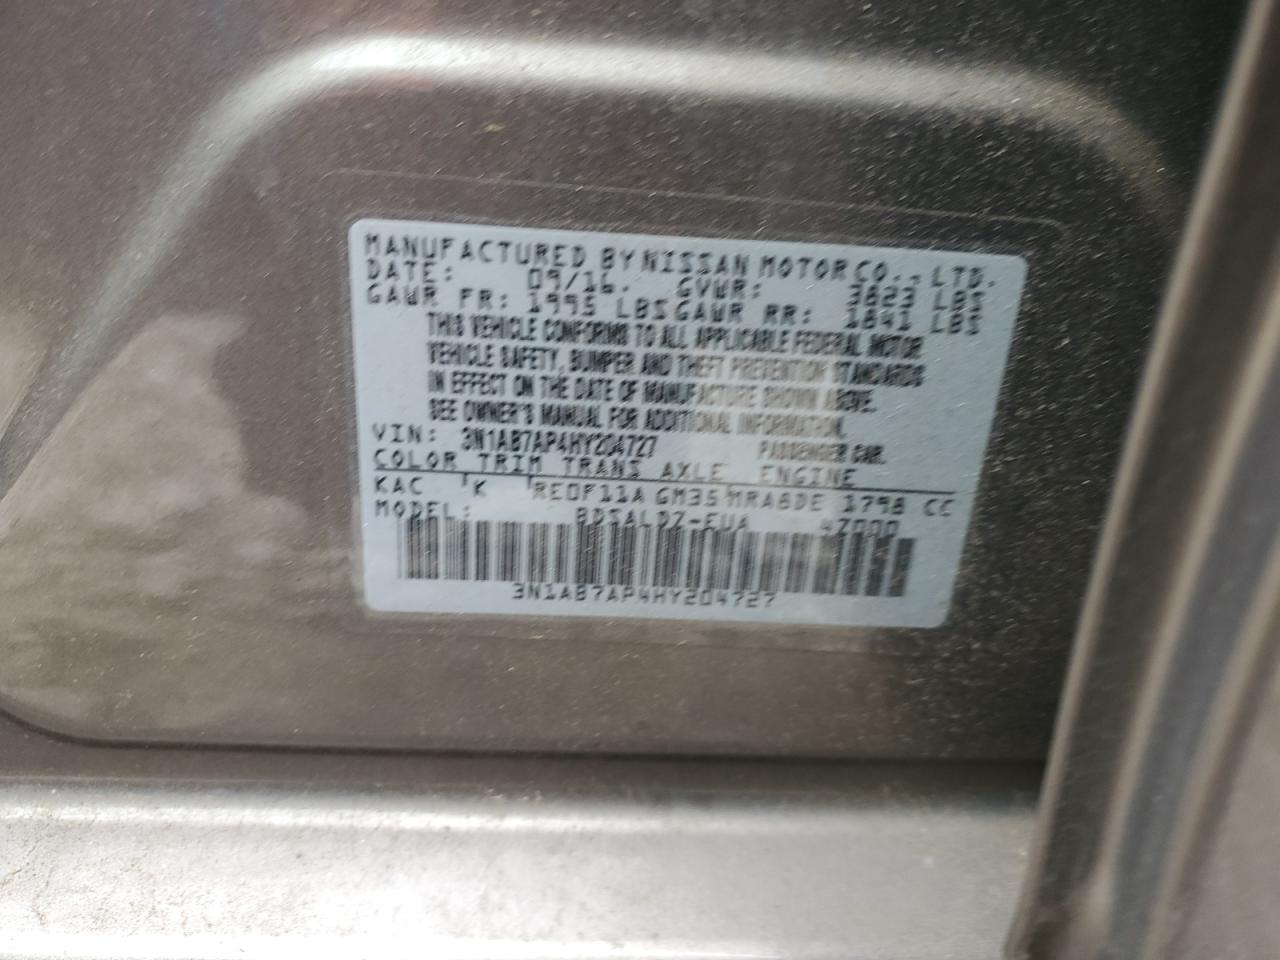 MANUFACTURED BY NISSAN MOTOR CO., LTD.
DATE: 09/16. GVWR: 3823 LBS
GAWR FR: 1995 LBS GAWR RR: 1841 LBS
THIS VEHICLE CONFORMS TO ALL APPLICABLE FEDERAL MOTOR
VEHICLE SAFETY, BUMPER AND THEFT PREVENTION STANDARDS
IN EFFECT ON THE DATE OF MANUFACTURE SHOWN ABOVE.
SEE OWNER'S MANUAL FOR ADDITIONAL INFORMATION.
VIN: 3N1AB7AP4HY204727 PASSENGER CAR.
COLOR TRIM TRANS AXLE ENGINE
KAC K RE0F11A GM35 MRA8DE 1798 CC
MODEL: BDSALDZ-EUA 4Z000
3N1AB7AP4HY204727